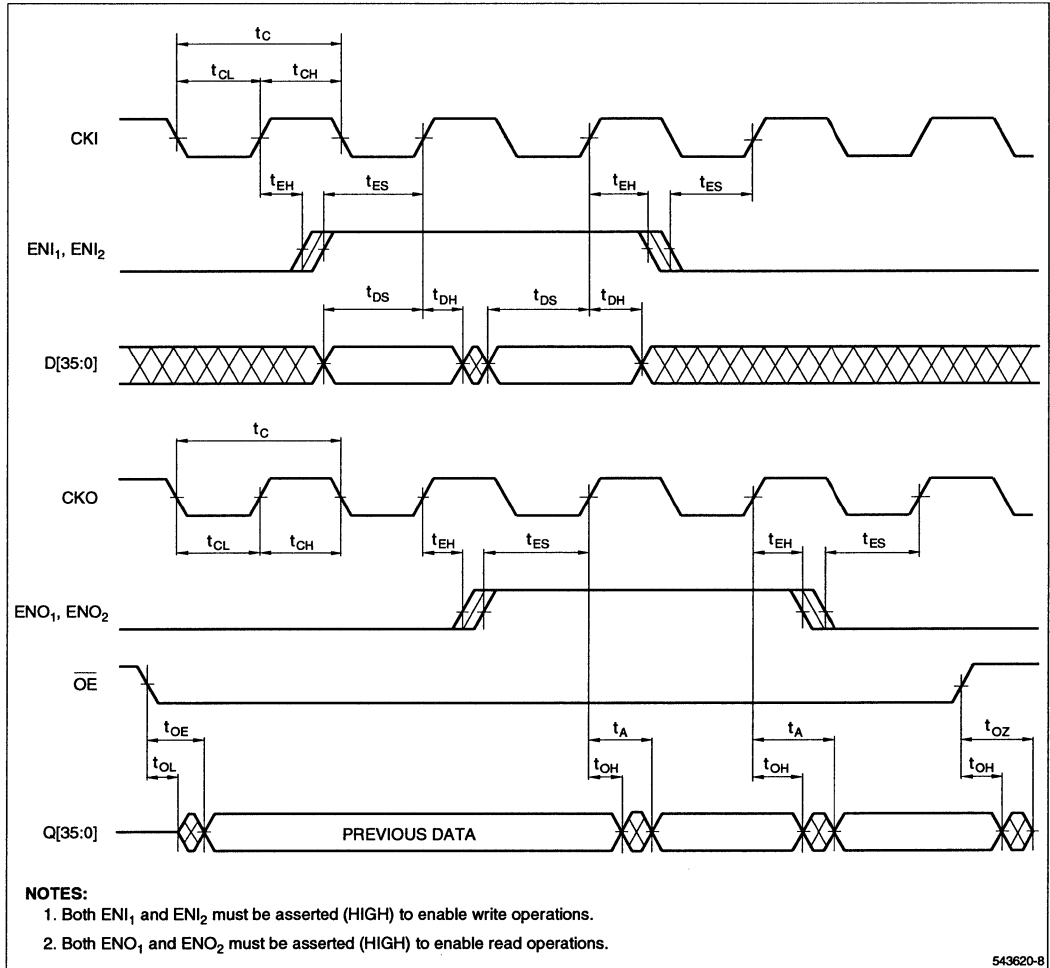 tC
tCL tCH
CKI
tEH tES tEH tES
ENI1, ENI2
tDS tDH tDS tDH
D[35:0]
tC
CKO
tCL tCH tEH tES tEH tES
ENO1, ENO2
OE
tOE tA tA tOZ
tOL tOH tOH tOH
Q[35:0] PREVIOUS DATA
NOTES:
1. Both ENI1 and ENI2 must be asserted (HIGH) to enable write operations.
2. Both ENO1 and ENO2 must be asserted (HIGH) to enable read operations.
543620-8